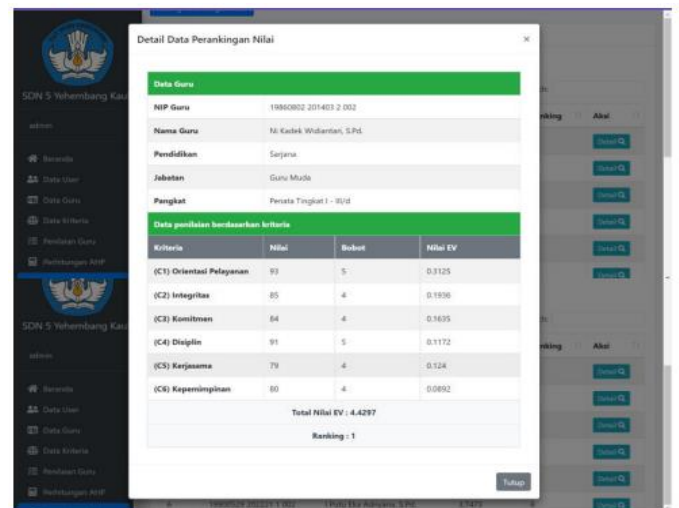 Detail Data Perankingan Nilai ×
SDN 5 Yehembang Kau
admin
Beranda
Data User
Data Guru
Data Kriteria
Penilaian Guru
Perhitungan AHP
Data Guru
NIP Guru 19860802 201403 2 002
Nama Guru Ni Kadek Widiantari, S.Pd.
Pendidikan Sarjana
Jabatan Guru Muda
Pangkat Penata Tingkat I - III/d
Data penilaian berdasarkan kriteria
Kriteria Nilai Bobot Nilai EV
(C1) Orientasi Pelayanan 93 5 0.3125
(C2) Integritas 85 4 0.1936
(C3) Komitmen 84 4 0.1635
(C4) Disiplin 91 5 0.1172
(C5) Kerjasama 79 4 0.124
(C6) Kepemimpinan 80 4 0.0892
Total Nilai EV : 4.4297
Ranking : 1
Tutup
nking Aksi
Detail
Detail
Detail
Detail
Detail
Detail
SDN 5 Yehembang Kau
admin
Beranda
Data User
Data Guru
Data Kriteria
Penilaian Guru
Perhitungan AHP
nking Aksi
Detail
Detail
Detail
Detail
Detail
Detail